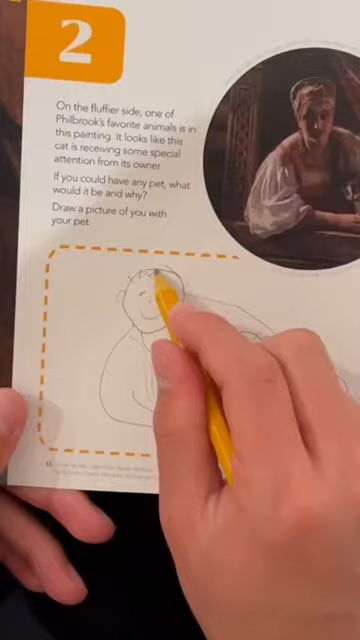 2
On the fluffier side, one of
Philbrook's favorite animals is in
this painting. It looks like this
cat is receiving some special
attention from its owner
If you could have any pet, what
would it be and why?
Draw a picture of you with
your pet.